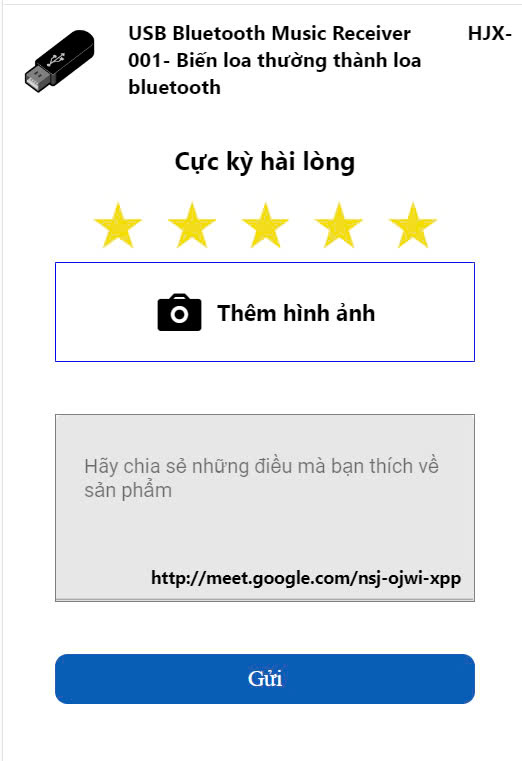 USB Bluetooth Music Receiver HJX-
001- Biến loa thường thành loa
bluetooth
Cực kỳ hài lòng
Thêm hình ảnh
Hãy chia sẻ những điều mà bạn thích về
sản phẩm
http://meet.google.com/nsj-ojwi-xpp
Gửi